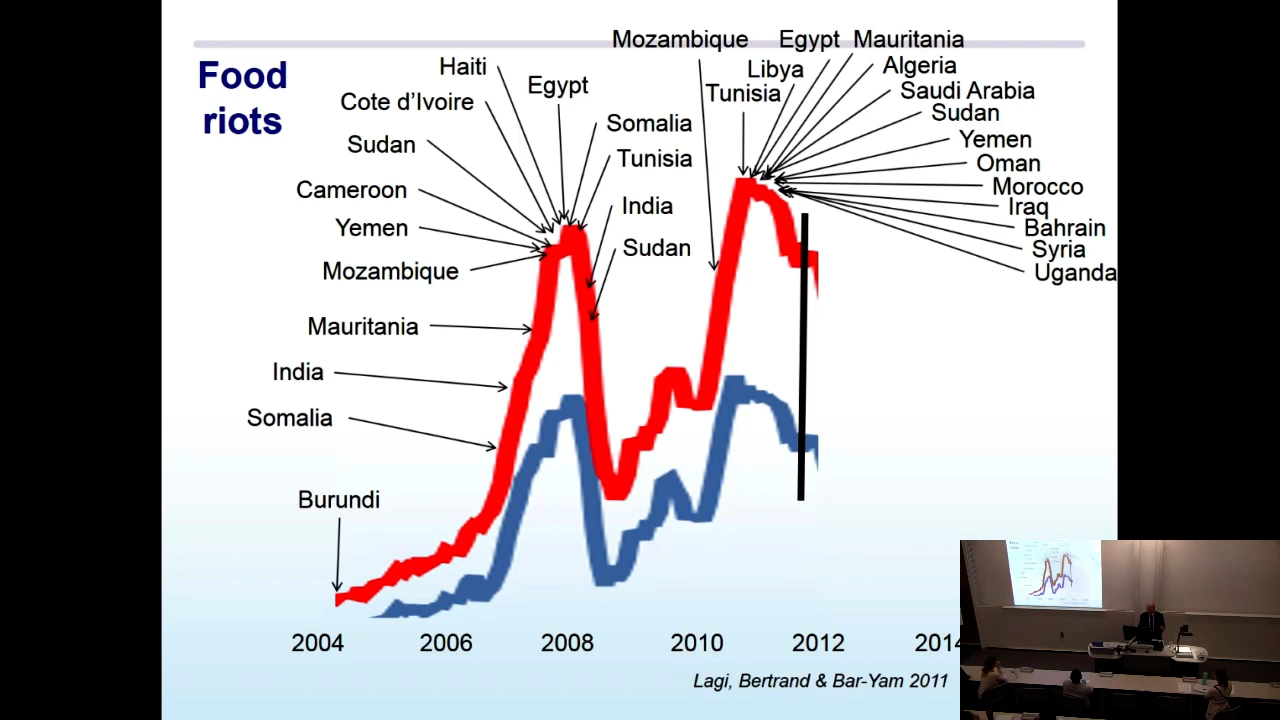 Food
riots
Haiti
Cote d'Ivoire
Sudan
Cameroon
Yemen
Mozambique
Mauritania
India
Somalia
Burundi
Egypt
Somalia
Tunisia
India
Sudan
Mozambique
Egypt
Mauritania
Libya
Tunisia
Algeria
Saudi Arabia
Sudan
Yemen
Oman
Morocco
Iraq
Bahrain
Syria
Uganda
2004 2006 2008 2010 2012 2014
Lagi, Bertrand & Bar-Yam 2011